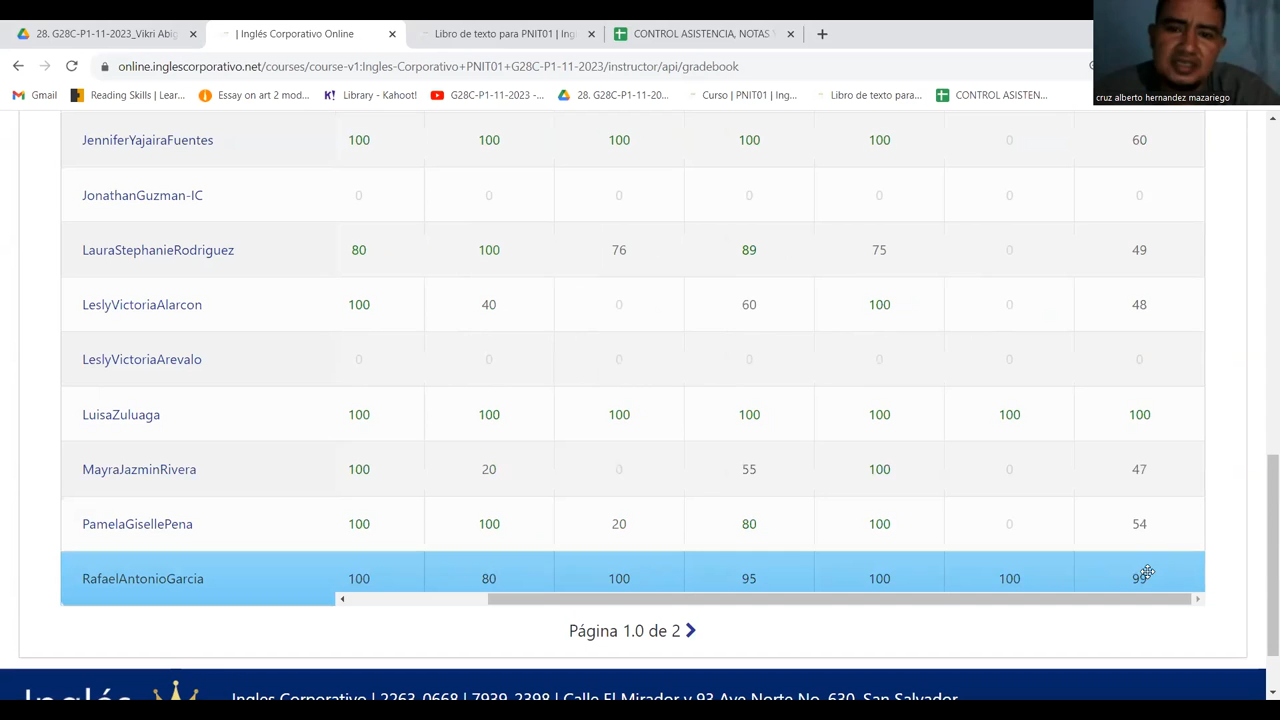 28. G28C-P1-11-2023_Vikri Abig
| Inglés Corporativo Online
Libro de texto para PNIT01 | Ing
CONTROL ASISTENCIA, NOTAS Y
online.inglescorporativo.net/courses/course-v1:Ingles-Corporativo+PNIT01+G28C-P1-11-2023/instructor/api/gradebook
cruz alberto hernandez mazariego
Gmail
Reading Skills | Lear...
Essay on art 2 mod...
Library - Kahoot!
G28C-P1-11-2023 -...
28. G28C-P1-11-20...
Curso | PNIT01 | Ing...
Libro de texto para...
CONTROL ASISTEN...
JenniferYajairaFuentes 100 100 100 100 100 0 60
JonathanGuzman-IC 0 0 0 0 0 0 0
LauraStephanieRodriguez 80 100 76 89 75 0 49
LeslyVictoriaAlarcon 100 40 0 60 100 0 48
LeslyVictoriaArevalo 0 0 0 0 0 0 0
LuisaZuluaga 100 100 100 100 100 100 100
MayraJazminRivera 100 20 0 55 100 0 47
PamelaGisellePena 100 100 20 80 100 0 54
RafaelAntonioGarcia 100 80 100 95 100 100 99
Página 1.0 de 2
Inglés
Ingles Corporativo | 2263-0668 | 7939-2398 | Calle El Mirador y 93 Ave Norte No. 630, San Salvador